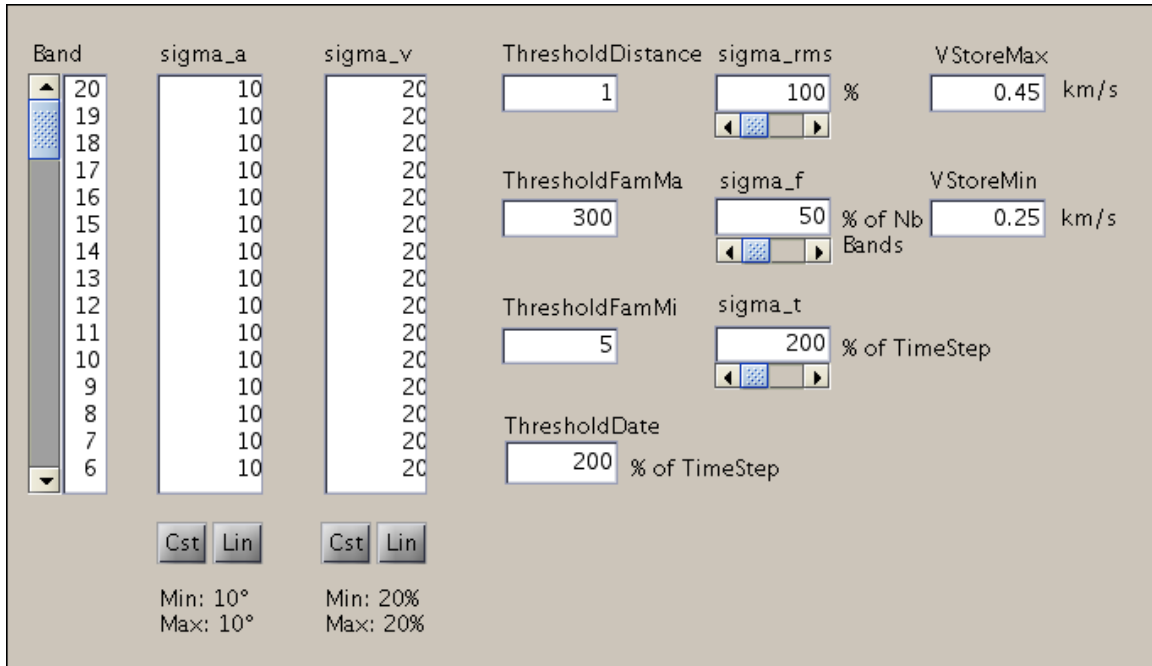 Band sigma_a sigma_v ThresholdDistance sigma_rms VStoreMax
20 10 20 1 100 % 0.45 km/s
19 10 20
18 10 20
17 10 20 ThresholdFamMa sigma_f VStoreMin
16 10 20 300 50 % of Nb 0.25 km/s
15 10 20 Bands
14 10 20
13 10 20
12 10 20 ThresholdFamMi sigma_t
11 10 20 5 200 % of TimeStep
10 10 20
9 10 20
8 10 20 ThresholdDate
7 10 20 200 % of TimeStep
6 10 20
Cst Lin Cst Lin
Min: 10° Min: 20%
Max: 10° Max: 20%